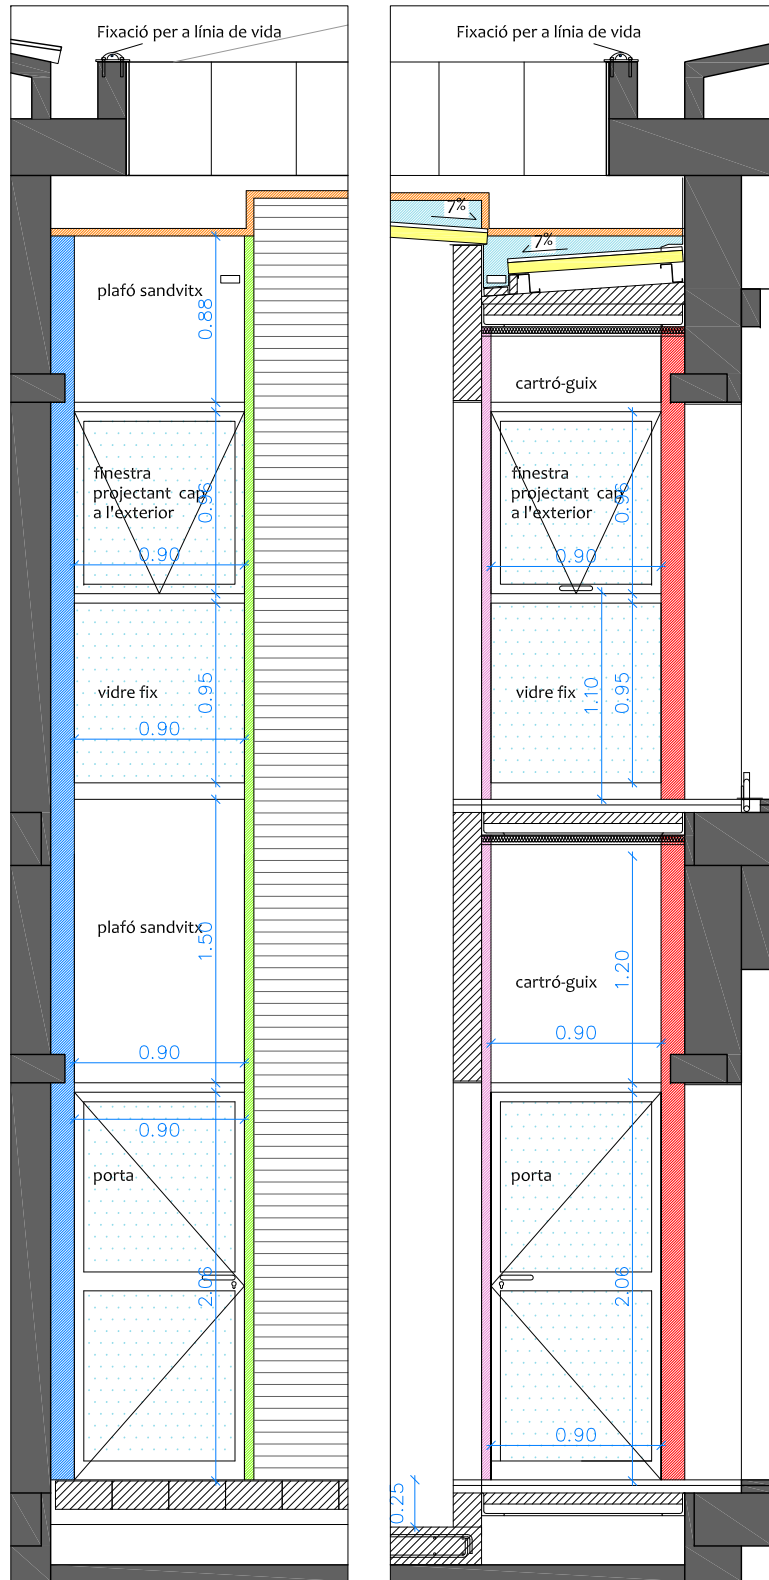 Fixació per a línia de vida
plafó sandvitx
0.88
finestra
projectant cap
a l'exterior
0.96
0.90
vidre fix
0.95
0.90
plafó sandvitx
1.50
0.90
0.90
porta
2.06
Fixació per a línia de vida
7%
7%
cartró-guix
finestra
projectant cap
a l'exterior
0.96
0.90
vidre fix
1.10
0.95
cartró-guix
1.20
0.90
porta
2.06
0.90
0.25